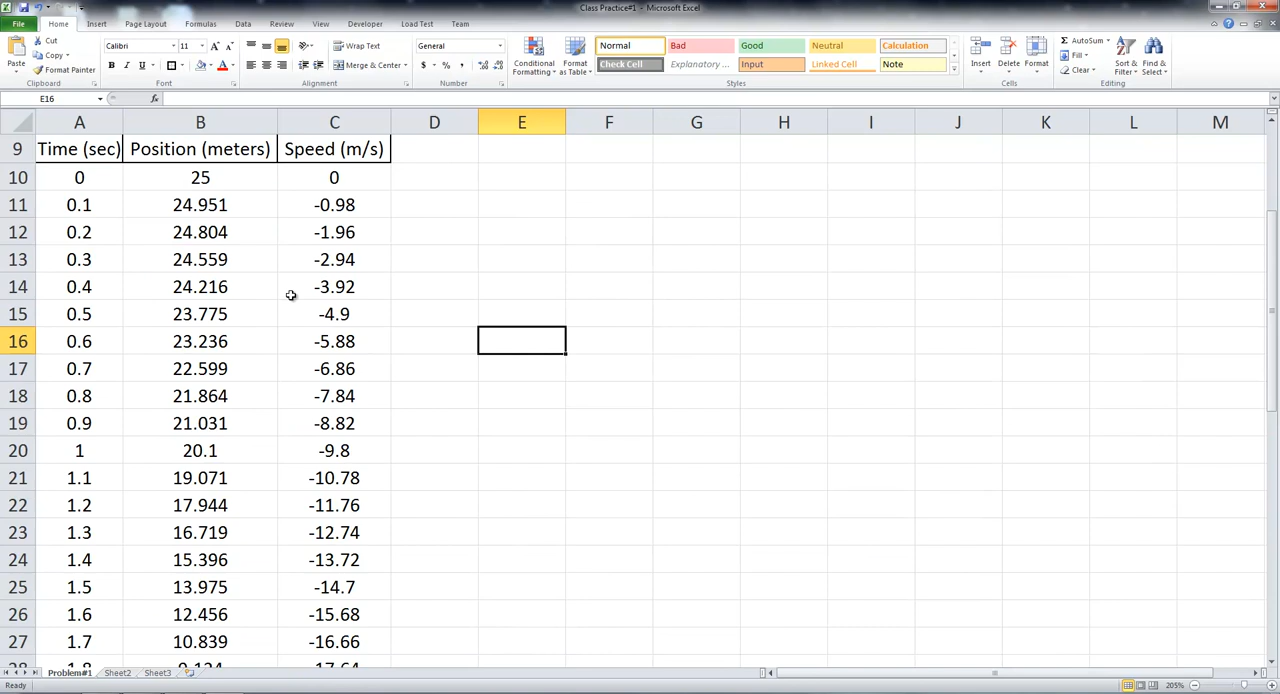 Class Practice#1 - Microsoft Excel
File Home Insert Page Layout Formulas Data Review View Developer Load Test Team
Paste Cut Copy Format Painter Clipboard
Calibri 11 B I U A Font
Wrap Text Merge & Center Alignment
General $ % , Number
Conditional Formatting Format as Table
Normal Bad Good Neutral Calculation
Check Cell Explanatory ... Input Linked Cell Note
Styles
Insert Delete Format Cells
Σ AutoSum Fill Clear Sort & Filter Find & Select Editing
E16 fx
A B C D E F G H I J K L M
9 Time (sec) Position (meters) Speed (m/s)
10 0 25 0
11 0.1 24.951 -0.98
12 0.2 24.804 -1.96
13 0.3 24.559 -2.94
14 0.4 24.216 -3.92
15 0.5 23.775 -4.9
16 0.6 23.236 -5.88
17 0.7 22.599 -6.86
18 0.8 21.864 -7.84
19 0.9 21.031 -8.82
20 1 20.1 -9.8
21 1.1 19.071 -10.78
22 1.2 17.944 -11.76
23 1.3 16.719 -12.74
24 1.4 15.396 -13.72
25 1.5 13.975 -14.7
26 1.6 12.456 -15.68
27 1.7 10.839 -16.66
28 1.8 9.124 -17.64
Problem#1 Sheet2 Sheet3
Ready 205%